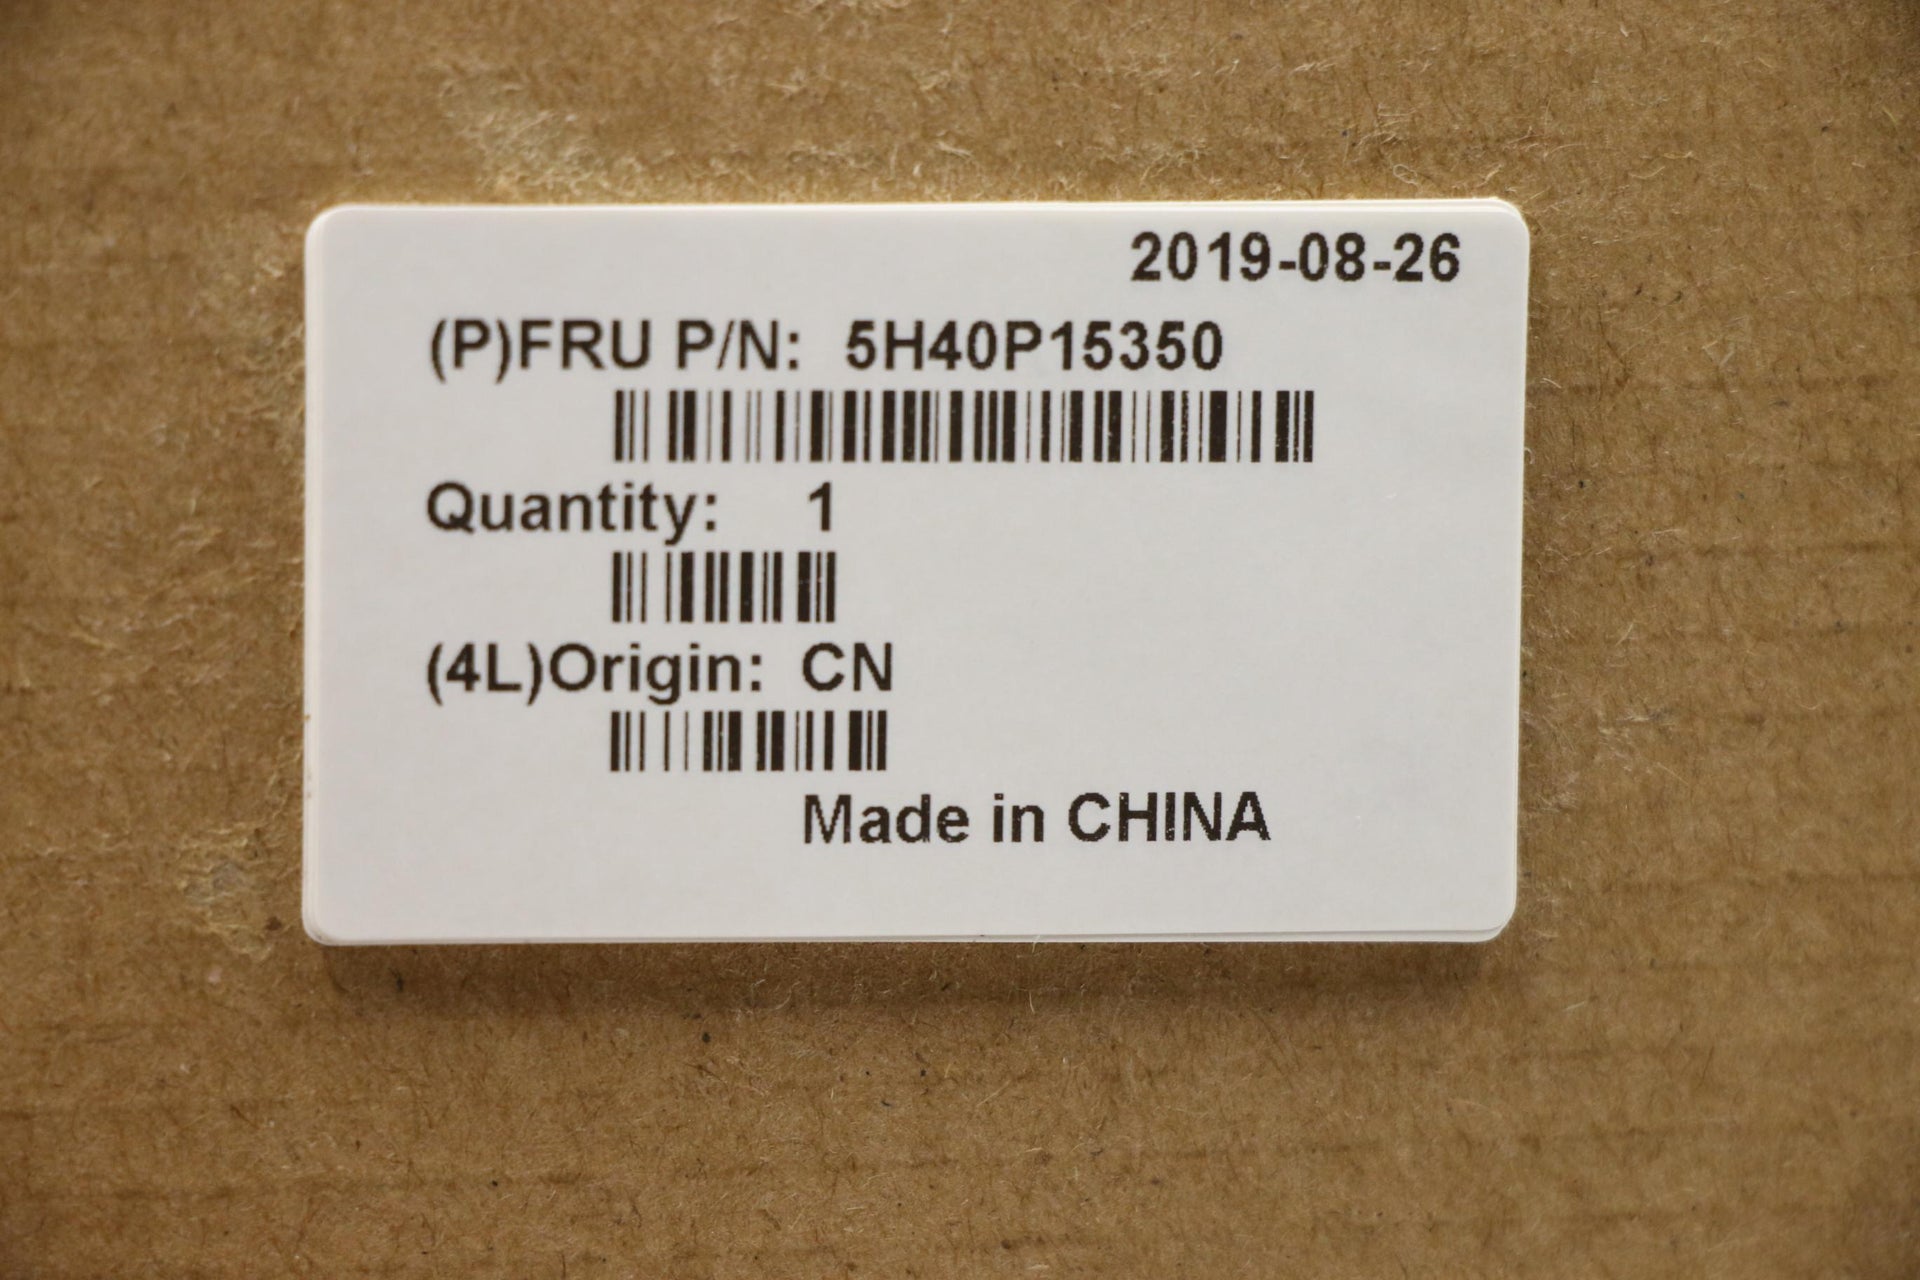 2019-08-26
(P)FRU P/N: 5H40P15350
Quantity: 1
(4L)Origin: CN
Made in CHINA